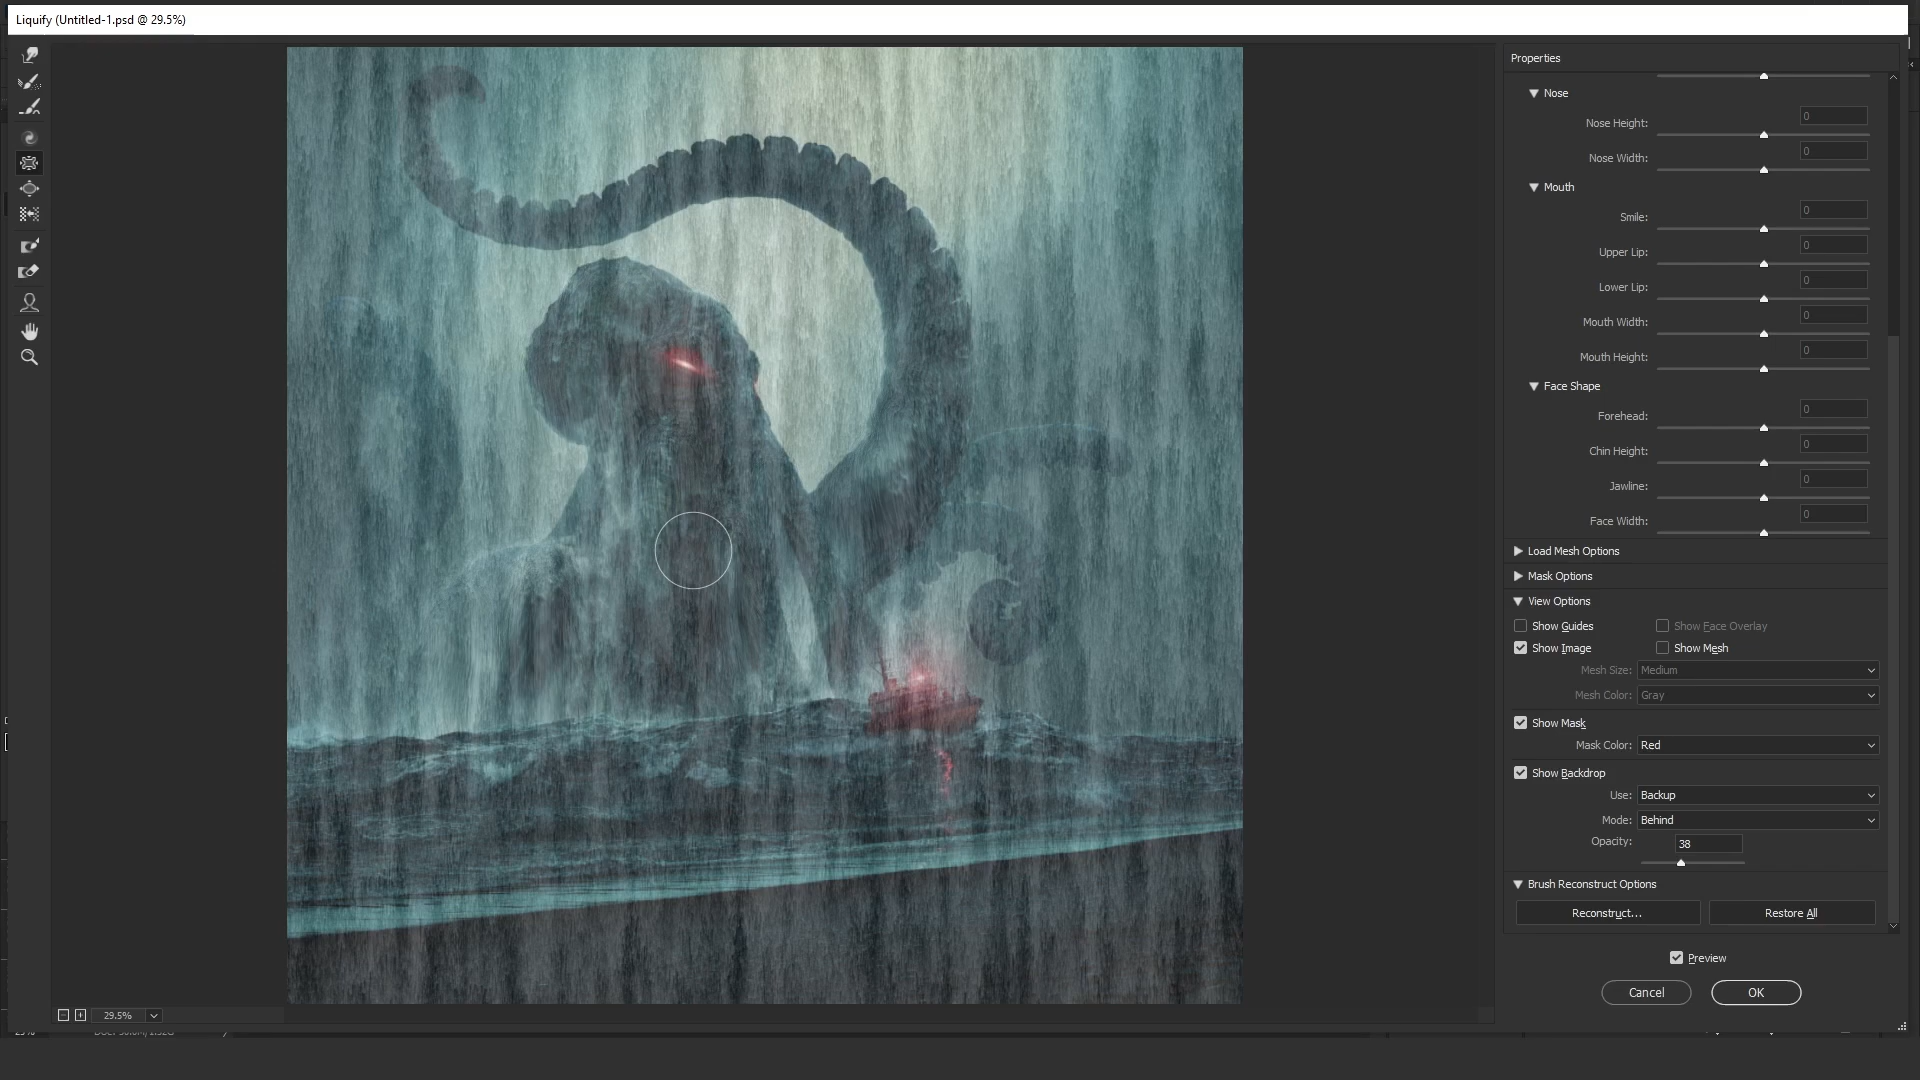 Liquify (Untitled-1.psd @ 29.5%)
Properties
Nose
Nose Height: 0
Nose Width: 0
Mouth
Smile: 0
Upper Lip: 0
Lower Lip: 0
Mouth Width: 0
Mouth Height: 0
Face Shape
Forehead: 0
Chin Height: 0
Jawline: 0
Face Width: 0
Load Mesh Options
Mask Options
View Options
Show Guides Show Face Overlay
Show Image Show Mesh
Mesh Size: Medium
Mesh Color: Gray
Show Mask
Mask Color: Red
Show Backdrop
Use: Backup
Mode: Behind
Opacity: 38
Brush Reconstruct Options
Reconstruct... Restore All
Preview
Cancel OK
29.5%